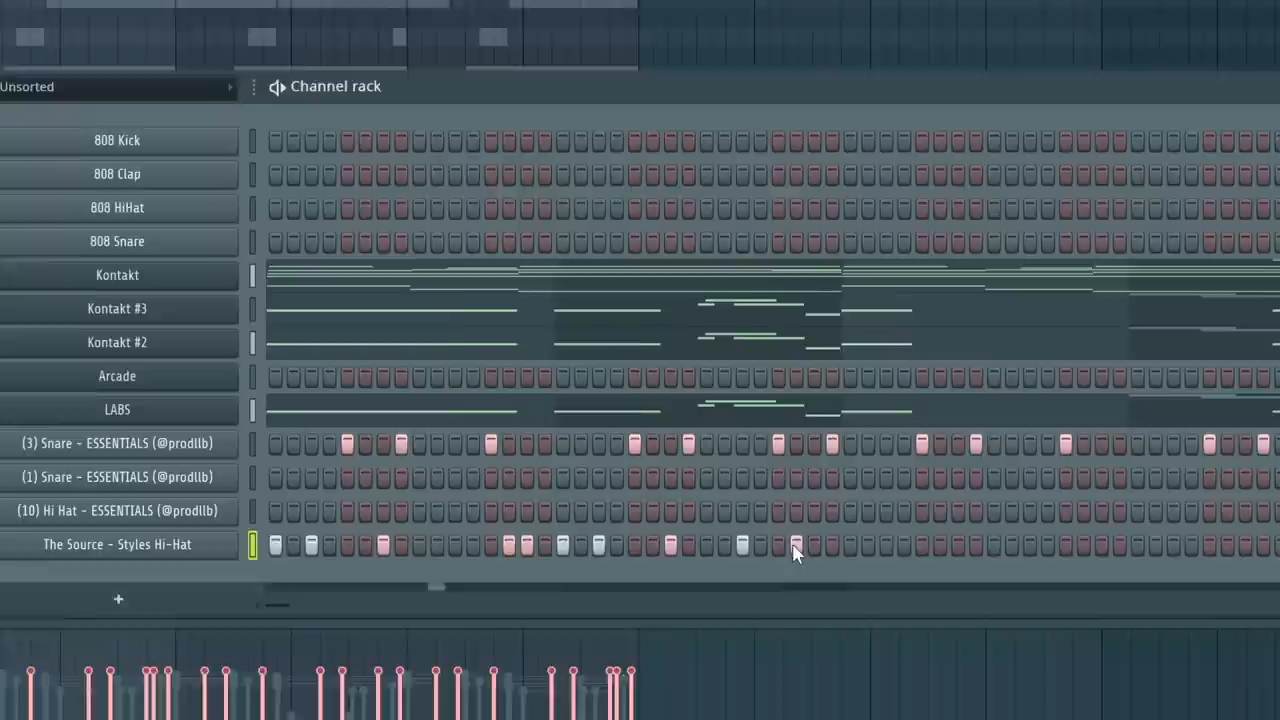 Unsorted
Channel rack
808 Kick
808 Clap
808 HiHat
808 Snare
Kontakt
Kontakt #3
Kontakt #2
Arcade
LABS
(3) Snare - ESSENTIALS (@prodllb)
(1) Snare - ESSENTIALS (@prodllb)
(10) Hi Hat - ESSENTIALS (@prodllb)
The Source - Styles Hi-Hat
+